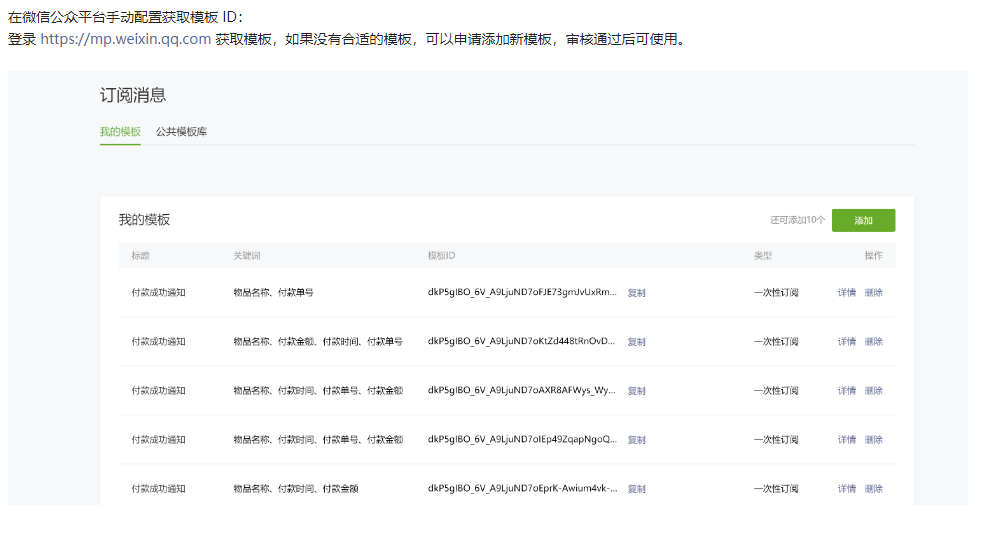 在微信公众平台手动配置获取模板 ID：
登录 https://mp.weixin.qq.com 获取模板，如果没有合适的模板，可以申请添加新模板，审核通过后可使用。
订阅消息
我的模板 公共模板库
我的模板 还可添加10个 添加
标题 关键词 模板ID 类型 操作
付款成功通知 物品名称、付款单号 dkP5gIBO_6V_A9LjuND7oFJE73gmJvUxRm... 复制 一次性订阅 详情 删除
付款成功通知 物品名称、付款金额、付款时间、付款单号 dkP5gIBO_6V_A9LjuND7oKtZd448tRnOvD... 复制 一次性订阅 详情 删除
付款成功通知 物品名称、付款时间、付款单号、付款金额 dkP5gIBO_6V_A9LjuND7oAXR8AFWys_Wy... 复制 一次性订阅 详情 删除
付款成功通知 物品名称、付款时间、付款单号、付款金额 dkP5gIBO_6V_A9LjuND7oIEp49ZqapNgoQ... 复制 一次性订阅 详情 删除
付款成功通知 物品名称、付款时间、付款金额 dkP5gIBO_6V_A9LjuND7oEprK-Awium4vk-... 复制 一次性订阅 详情 删除